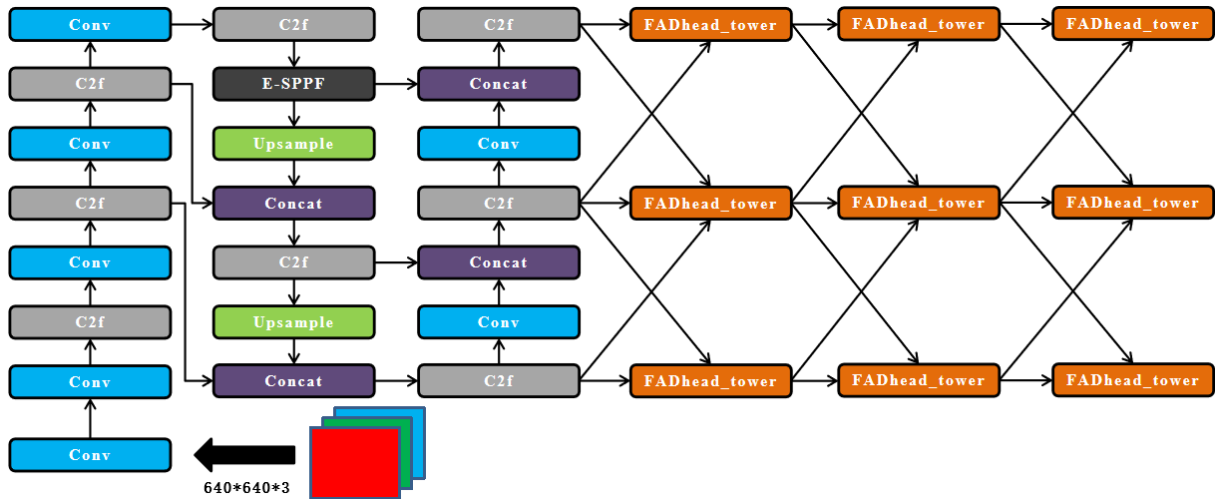 Conv
C2f
C2f
FADhead_tower
FADhead_tower
FADhead_tower
C2f
E-SPPF
Concat
Conv
Upsample
Conv
C2f
Concat
C2f
FADhead_tower
FADhead_tower
FADhead_tower
Conv
C2f
Concat
C2f
Upsample
Conv
Conv
Concat
C2f
FADhead_tower
FADhead_tower
FADhead_tower
Conv
640*640*3